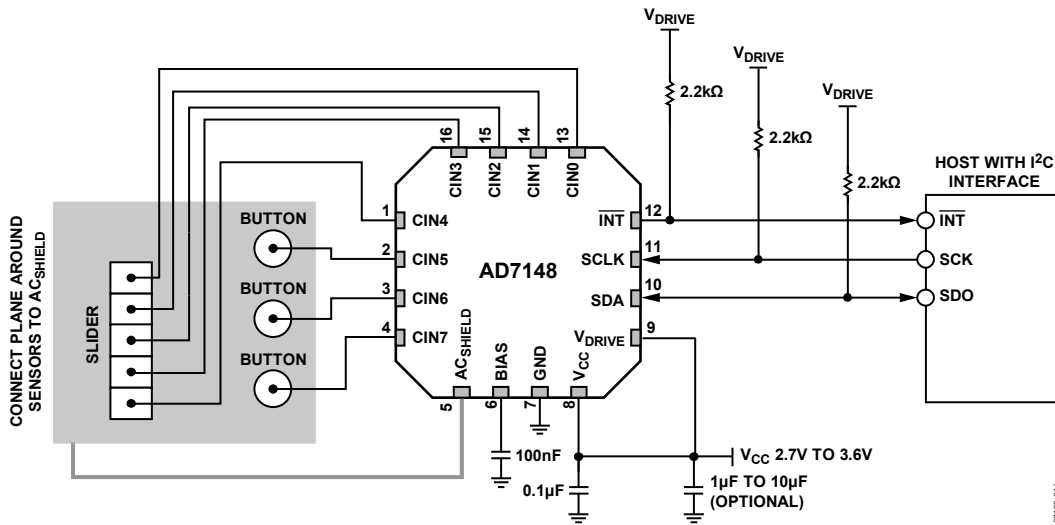 VDRIVE
VDRIVE
VDRIVE
2.2kΩ
2.2kΩ
2.2kΩ
16
15
14
13
CIN3
CIN2
CIN1
CIN0
HOST WITH I2C
INTERFACE
CONNECT PLANE AROUND
SENSORS TO ACSHIELD
SLIDER
BUTTON
BUTTON
BUTTON
1
CIN4
2
CIN5
3
CIN6
4
CIN7
AD7148
INT
12
INT
SCLK
11
SCK
SDA
10
SDO
VDRIVE
9
ACSHIELD
BIAS
GND
VCC
5
6
7
8
100nF
0.1µF
VCC 2.7V TO 3.6V
1µF TO 10µF
(OPTIONAL)